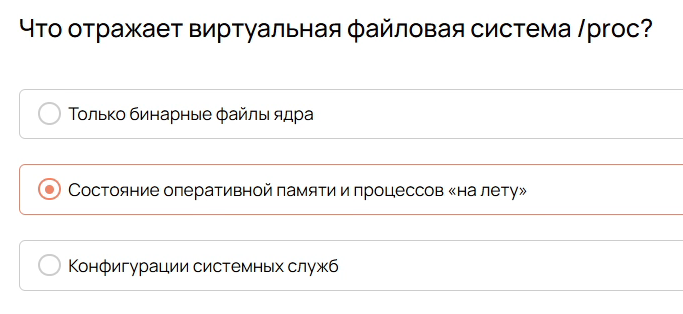 Что отражает виртуальная файловая система /proc?
Только бинарные файлы ядра
Состояние оперативной памяти и процессов «на лету»
Конфигурации системных служб